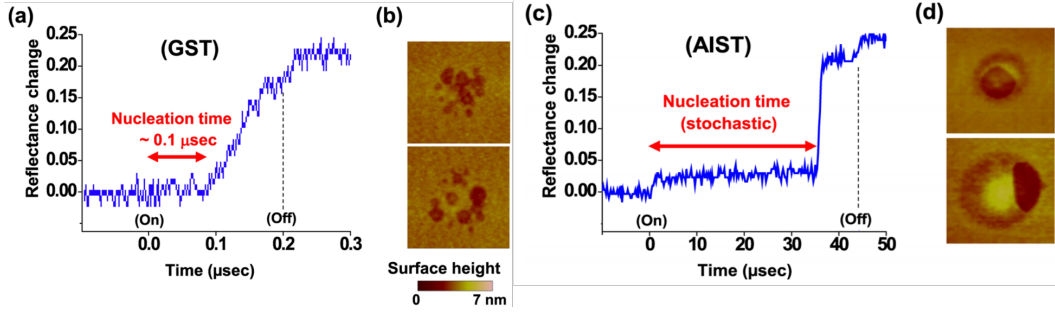 (a)
(GST)
Reflectance change
0.25
0.20
0.15
0.10
0.05
0.00
Nucleation time
~ 0.1 μsec
(On)
(Off)
0.0
0.1
0.2
0.3
Time (μsec)
(b)
Surface height
0
7 nm
(c)
(AIST)
Reflectance change
0.25
0.20
0.15
0.10
0.05
0.00
Nucleation time
(stochastic)
(On)
(Off)
0
10
20
30
40
50
Time (μsec)
(d)